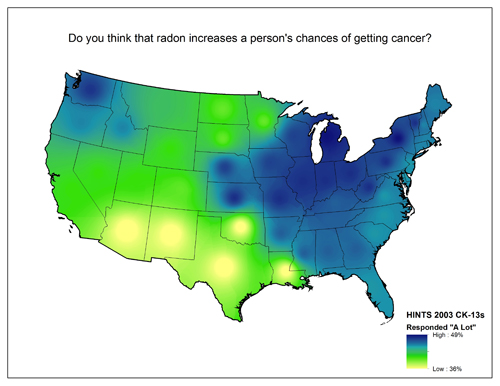 Do you think that radon increases a person's chances of getting cancer?
HINTS 2003 CK-13s
Responded "A Lot"
High : 49%
Low : 36%